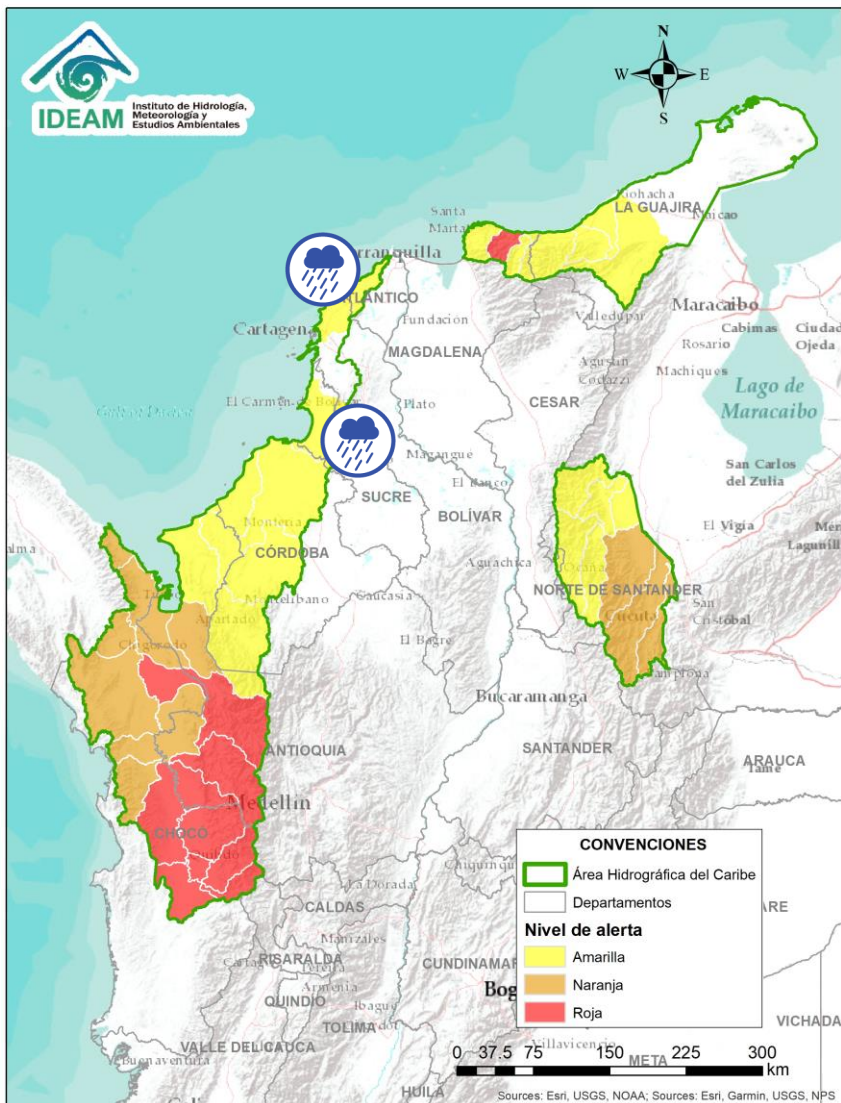 IDEAM
Instituto de Hidrología,
Meteorología y
Estudios Ambientales
N
W E
S
Riohacha
LA GUAJIRA
Maicao
Santa
Marta
ATLÁNTICO
Cartagena
Fundación
Valledupar
Maracaibo
Cabimas
Ciudad
Ojeda
Rosario
Machiques
MAGDALENA
Agustín
Codazzi
CESAR
Lago de
Maracaibo
El Carmen de Bolívar
Plato
Magangué
San Carlos
del Zulia
SUCRE
El Banco
BOLÍVAR
El Vigía
Montería
CÓRDOBA
Aguachica
Ocaña
NORTE DE SANTANDER
Cúcuta
San
Cristóbal
Montelíbano
Caucasia
Apartadó
El Bagre
Chigorodó
Bucaramanga
SANTANDER
ARAUCA
Tame
ANTIOQUIA
Medellín
CHOCÓ
Quibdó
La Dorada
CALDAS
Manizales
RISARALDA
Pereira
Armenia
QUINDÍO
Ibagué
TOLIMA
VALLE DEL CAUCA
Buenaventura
HUILA
Villavicencio
META
VICHADA
CONVENCIONES
Área Hidrográfica del Caribe
Departamentos
Nivel de alerta
Amarilla
Naranja
Roja
0 37.5 75 150 225 300
km
Sources: Esri, USGS, NOAA; Sources: Esri, Garmin, USGS, NPS